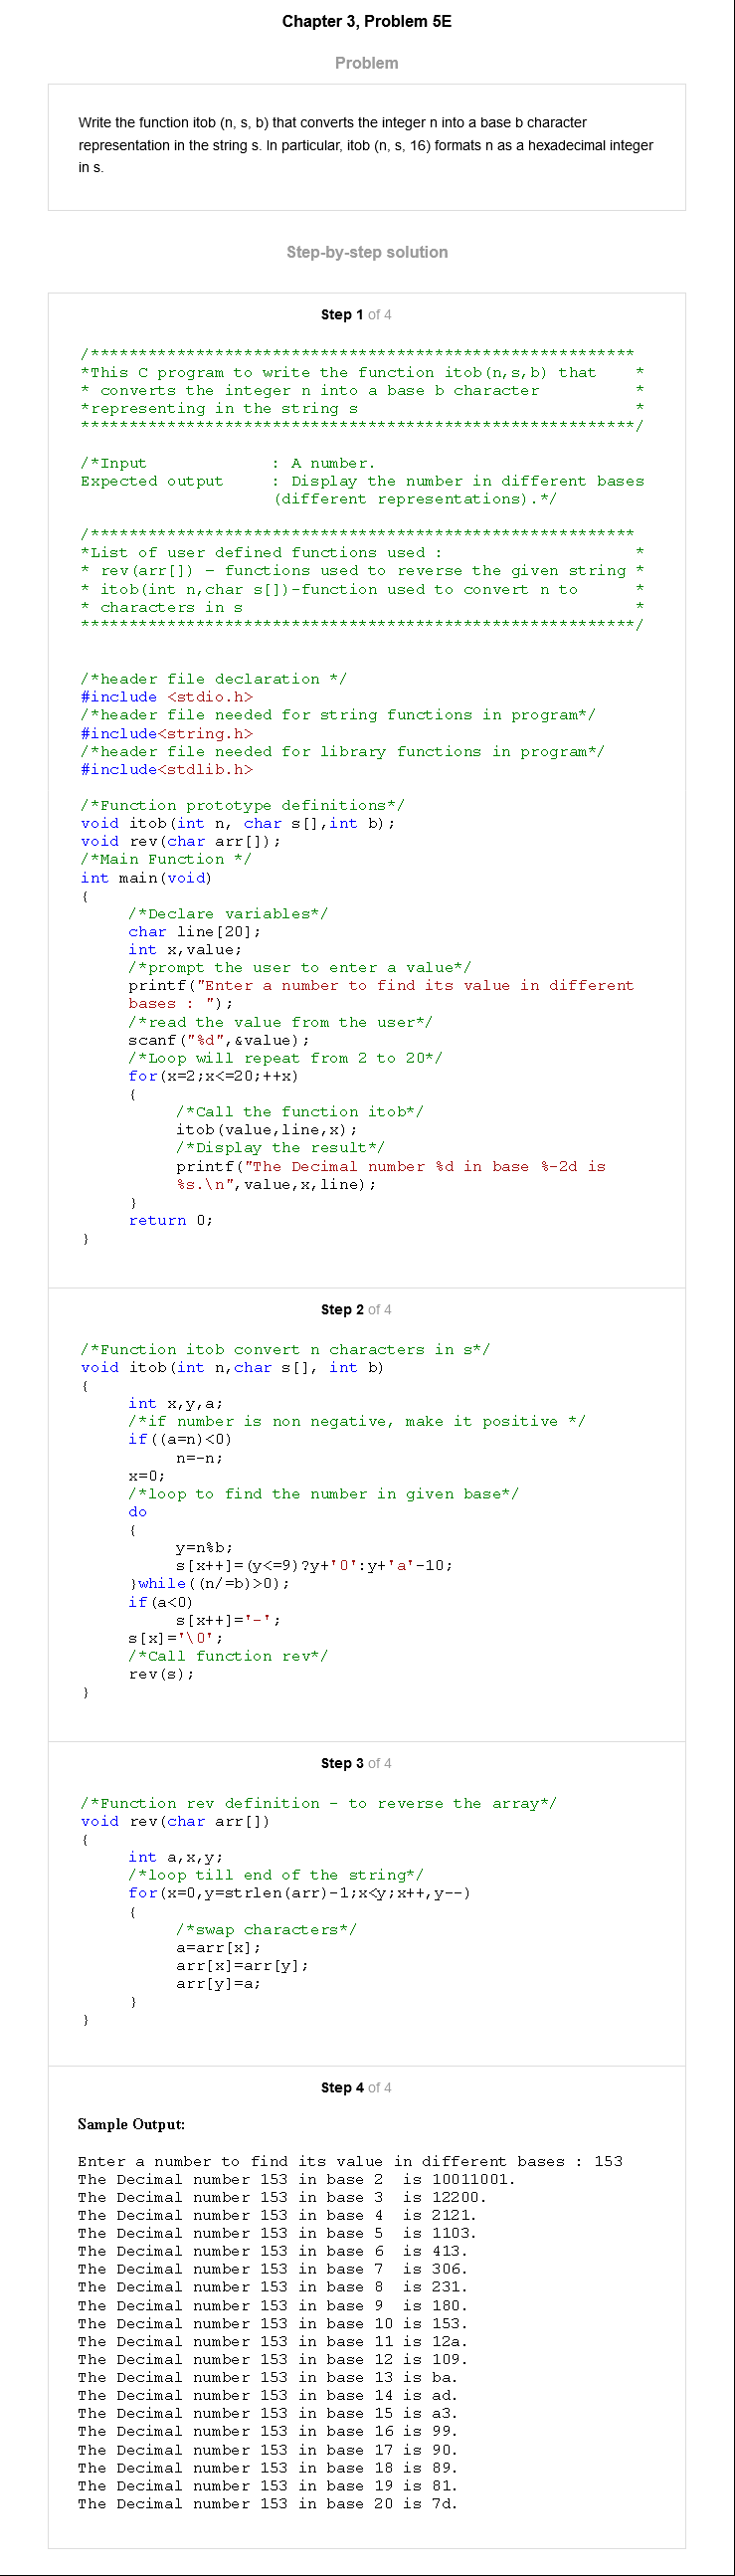 Chapter 3, Problem 5E
Problem
Write the function itob (n, s, b) that converts the integer n into a base b character
representation in the string s. In particular, itob (n, s, 16) formats n as a hexadecimal integer
in s.
Step-by-step solution
Step 1 of 4
/*********************************************************
*This C program to write the function itob(n,s,b) that    *
* converts the integer n into a base b character          *
*representing in the string s                             *
**********************************************************/
/*Input             : A number.
Expected output     : Display the number in different bases
                    (different representations).*/
/*********************************************************
*List of user defined functions used :                    *
* rev(arr[]) – functions used to reverse the given string *
* itob(int n,char s[])-function used to convert n to      *
* characters in s                                         *
**********************************************************/
/*header file declaration */
#include <stdio.h>
/*header file needed for string functions in program*/
#include<string.h>
/*header file needed for library functions in program*/
#include<stdlib.h>
/*Function prototype definitions*/
void itob(int n, char s[],int b);
void rev(char arr[]);
/*Main Function */
int main(void)
{
     /*Declare variables*/
     char line[20];
     int x,value;
     /*prompt the user to enter a value*/
     printf("Enter a number to find its value in different
     bases : ");
     /*read the value from the user*/
     scanf("%d",&value);
     /*Loop will repeat from 2 to 20*/
     for(x=2;x<=20;++x)
     {
          /*Call the function itob*/
          itob(value,line,x);
          /*Display the result*/
          printf("The Decimal number %d in base %-2d is
          %s.\n",value,x,line);
     }
     return 0;
}
Step 2 of 4
/*Function itob convert n characters in s*/
void itob(int n,char s[], int b)
{
     int x,y,a;
     /*if number is non negative, make it positive */
     if((a=n)<0)
          n=-n;
     x=0;
     /*loop to find the number in given base*/
     do
     {
          y=n%b;
          s[x++]=(y<=9)?y+'0':y+'a'-10;
     }while((n/=b)>0);
     if(a<0)
          s[x++]='-';
     s[x]='\0';
     /*Call function rev*/
     rev(s);
}
Step 3 of 4
/*Function rev definition – to reverse the array*/
void rev(char arr[])
{
     int a,x,y;
     /*loop till end of the string*/
     for(x=0,y=strlen(arr)-1;x<y;x++,y--)
     {
          /*swap characters*/
          a=arr[x];
          arr[x]=arr[y];
          arr[y]=a;
     }
}
Step 4 of 4
Sample Output:
Enter a number to find its value in different bases : 153
The Decimal number 153 in base 2  is 10011001.
The Decimal number 153 in base 3  is 12200.
The Decimal number 153 in base 4  is 2121.
The Decimal number 153 in base 5  is 1103.
The Decimal number 153 in base 6  is 413.
The Decimal number 153 in base 7  is 306.
The Decimal number 153 in base 8  is 231.
The Decimal number 153 in base 9  is 180.
The Decimal number 153 in base 10 is 153.
The Decimal number 153 in base 11 is 12a.
The Decimal number 153 in base 12 is 109.
The Decimal number 153 in base 13 is ba.
The Decimal number 153 in base 14 is ad.
The Decimal number 153 in base 15 is a3.
The Decimal number 153 in base 16 is 99.
The Decimal number 153 in base 17 is 90.
The Decimal number 153 in base 18 is 89.
The Decimal number 153 in base 19 is 81.
The Decimal number 153 in base 20 is 7d.